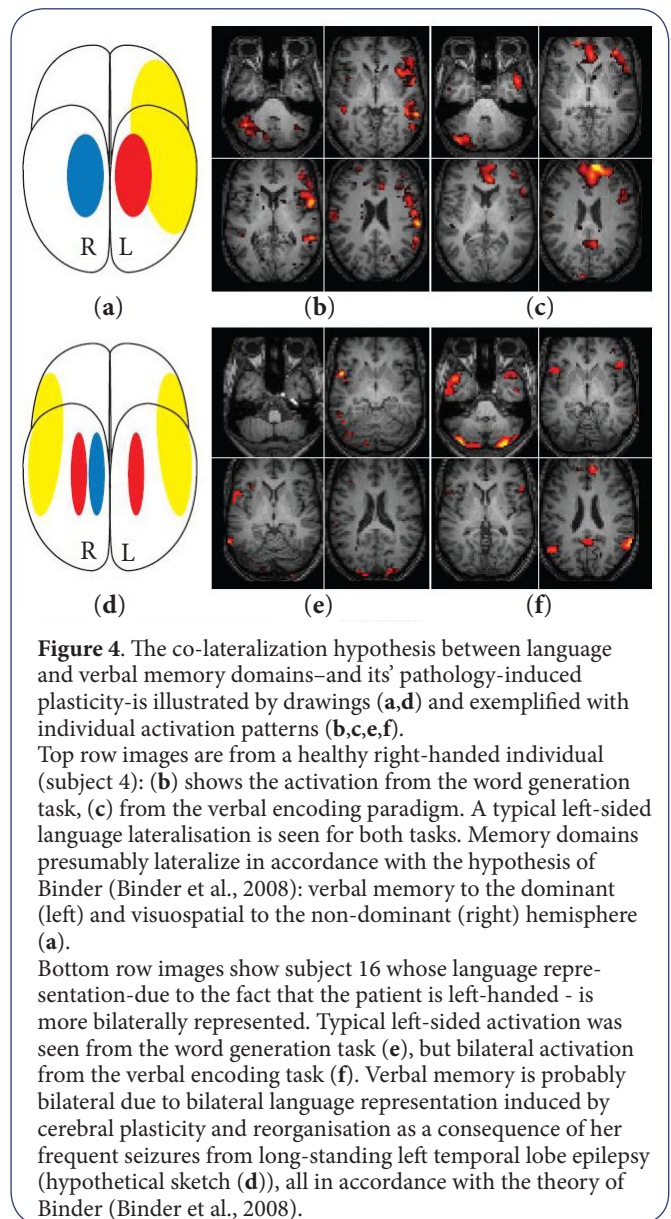 R L
(a)
(b)
(c)
R L
(d)
(e)
(f)
Figure 4. The co-lateralization hypothesis between language
and verbal memory domains–and its' pathology-induced
plasticity-is illustrated by drawings (a,d) and exemplified with
individual activation patterns (b,c,e,f).
Top row images are from a healthy right-handed individual
(subject 4): (b) shows the activation from the word generation
task, (c) from the verbal encoding paradigm. A typical left-sided
language lateralisation is seen for both tasks. Memory domains
presumably lateralize in accordance with the hypothesis of
Binder (Binder et al., 2008): verbal memory to the dominant
(left) and visuospatial to the non-dominant (right) hemisphere
(a).
Bottom row images show subject 16 whose language repre-
sentation-due to the fact that the patient is left-handed - is
more bilaterally represented. Typical left-sided activation was
seen from the word generation task (e), but bilateral activation
from the verbal encoding task (f). Verbal memory is probably
bilateral due to bilateral language representation induced by
cerebral plasticity and reorganisation as a consequence of her
frequent seizures from long-standing left temporal lobe epilepsy
(hypothetical sketch (d)), all in accordance with the theory of
Binder (Binder et al., 2008).